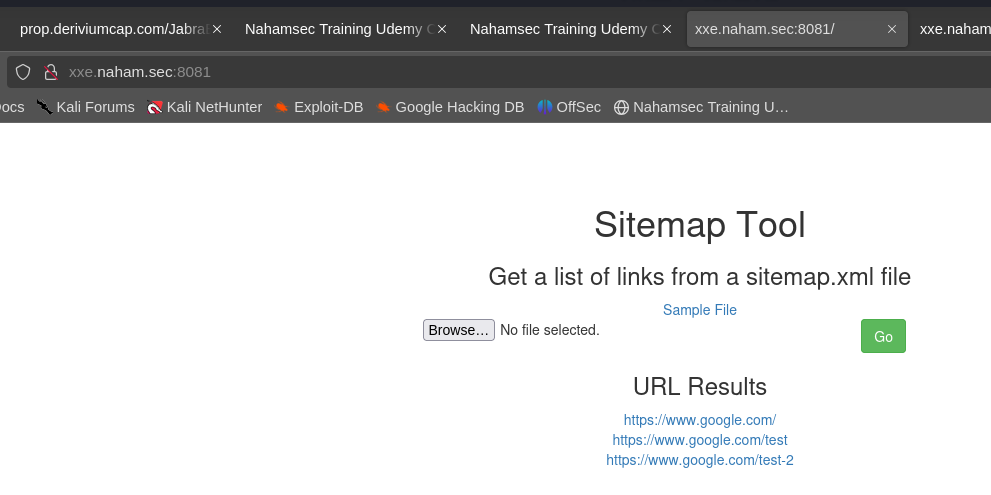 prop.deriviumcap.com/Jabra
Nahamsec Training Udemy C
Nahamsec Training Udemy C
xxe.naham.sec:8081/
xxe.naham
xxe.naham.sec:8081
ocs
Kali Forums
Kali NetHunter
Exploit-DB
Google Hacking DB
OffSec
Nahamsec Training U…
Sitemap Tool
Get a list of links from a sitemap.xml file
Sample File
Browse… No file selected.
Go
URL Results
https://www.google.com/
https://www.google.com/test
https://www.google.com/test-2